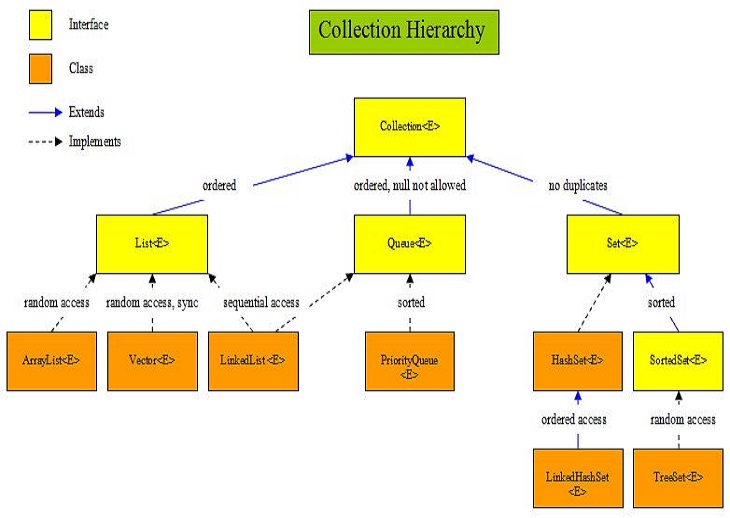 Collection Hierarchy
Interface
Class
Extends
Implements
Collection<E>
ordered
ordered, null not allowed
no duplicates
List<E>
Queue<E>
Set<E>
random access
random access, sync
sequential access
sorted
sorted
ArrayList<E>
Vector<E>
LinkedList <E>
PriorityQueue
<E>
HashSet<E>
SortedSet<E>
ordered access
random access
LinkedHashSet
<E>
TreeSet<E>